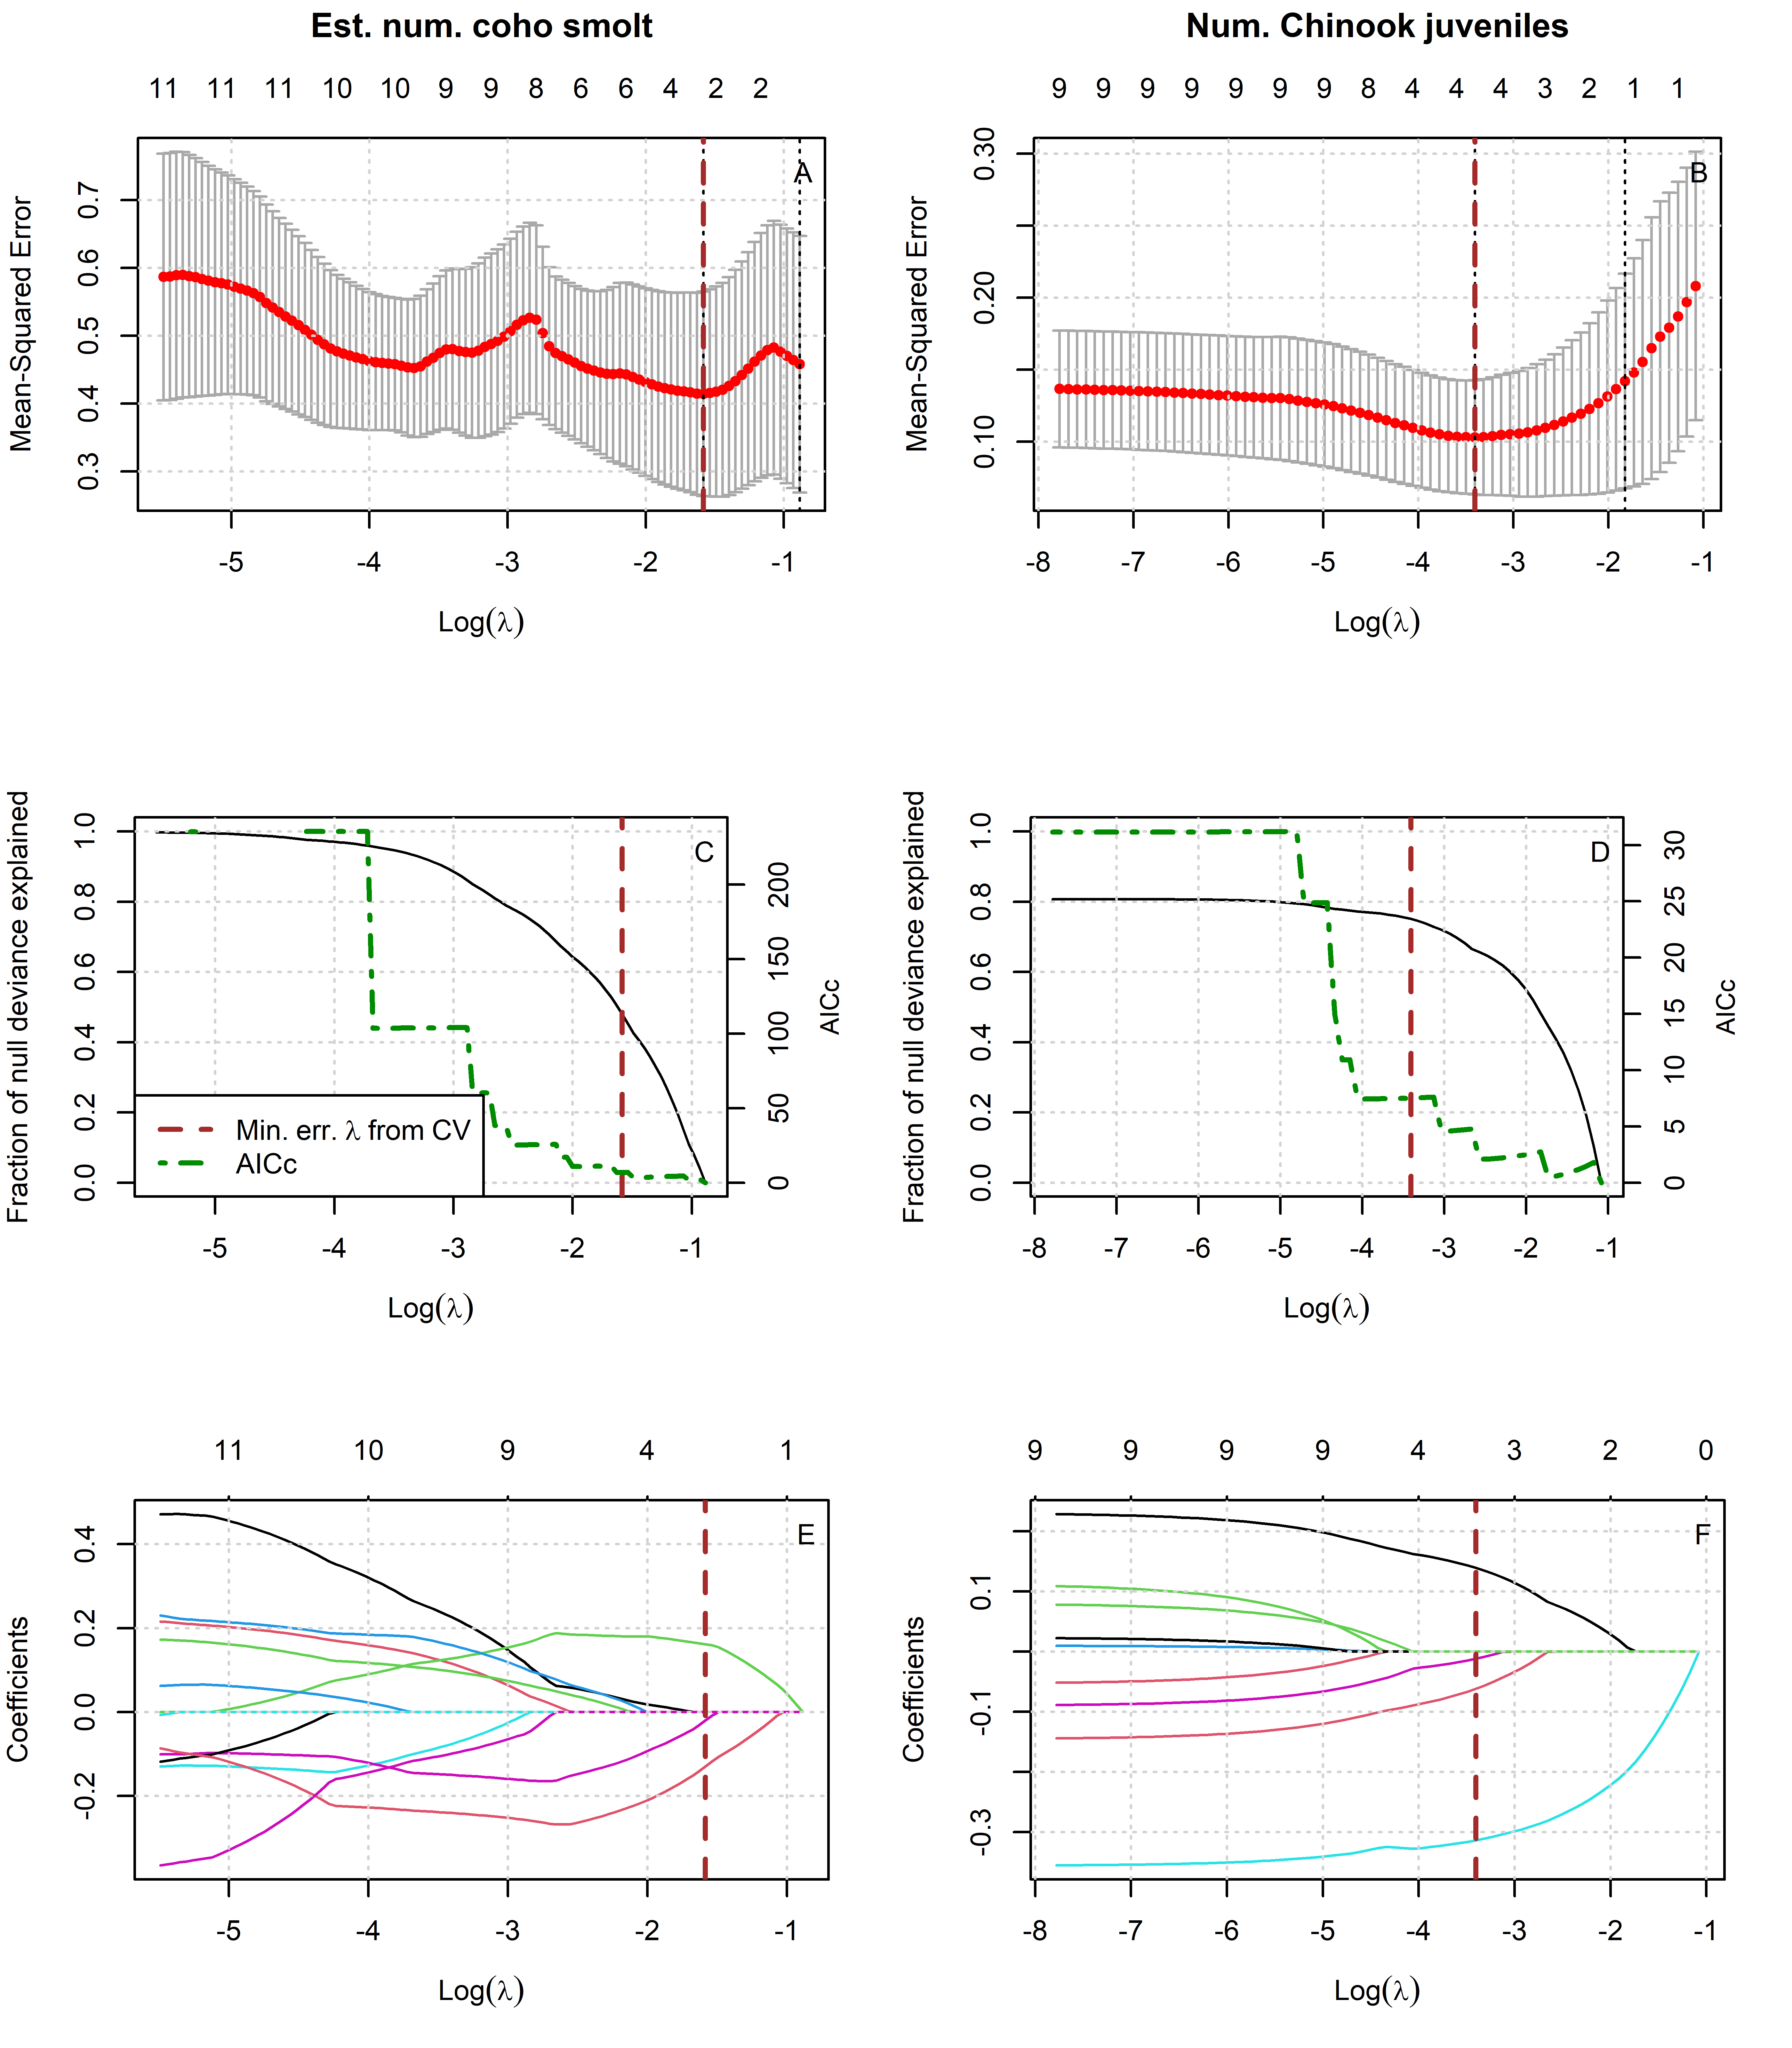 Est. num. coho smolt
11 11 11 10 10 9 9 8 6 6 4 2 2
Mean-Squared Error
0.7
0.6
0.5
0.4
0.3
A
-5 -4 -3 -2 -1
Log(λ)
Num. Chinook juveniles
9 9 9 9 9 9 9 8 4 4 4 3 2 1 1
Mean-Squared Error
0.30
0.20
0.10
B
-8 -7 -6 -5 -4 -3 -2 -1
Log(λ)
Fraction of null deviance explained
1.0
0.8
0.6
0.4
0.2
0.0
C
Min. err. λ from CV
AICc
200
150
100
50
0
AICc
-5 -4 -3 -2 -1
Log(λ)
Fraction of null deviance explained
1.0
0.8
0.6
0.4
0.2
0.0
D
30
25
20
15
10
5
0
AICc
-8 -7 -6 -5 -4 -3 -2 -1
Log(λ)
11 10 9 4 1
Coefficients
0.4
0.2
0.0
-0.2
E
-5 -4 -3 -2 -1
Log(λ)
9 9 9 9 4 3 2 0
Coefficients
0.1
-0.1
-0.3
F
-8 -7 -6 -5 -4 -3 -2 -1
Log(λ)